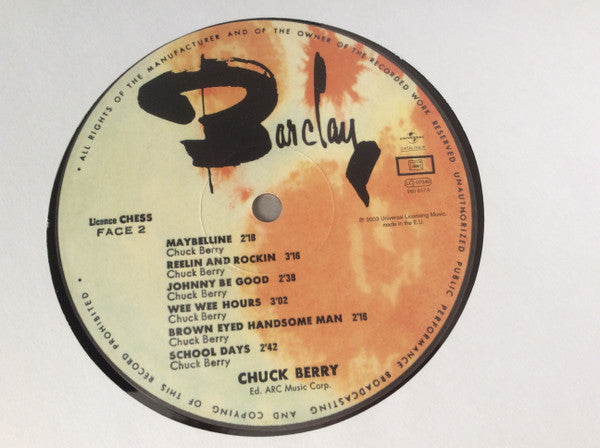 • ALL RIGHTS OF THE MANUFACTURER AND OF THE OWNER OF THE RECORDED WORK RESERVED UNAUTHORIZED PUBLIC PERFORMANCE BROADCASTING AND COPYING OF THIS RECORD PROHIBITED •
Barclay
UNIVERSAL
Licence CHESS
FACE 2
℗ 2003 Universal Licensing Music.
made in the E.U.
MAYBELLINE 2'18
Chuck Berry
REELIN AND ROCKIN 3'16
Chuck Berry
JOHNNY BE GOOD 2'38
Chuck Berry
WEE WEE HOURS 3'02
Chuck Berry
BROWN EYED HANDSOME MAN 2'16
Chuck Berry
SCHOOL DAYS 2'42
Chuck Berry
CHUCK BERRY
Ed. ARC Music Corp.